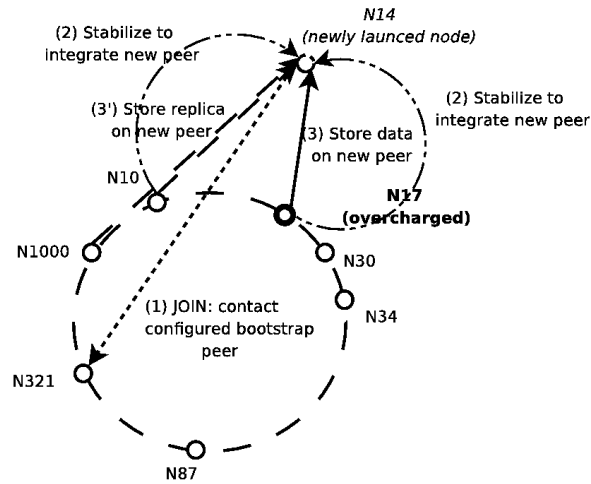 N14
(newly launced node)
(2) Stabilize to
integrate new peer
(2) Stabilize to
integrate new peer
(3') Store replica
on new peer
(3) Store data
on new peer
N10
N17
(overcharged)
N1000
N30
N34
(1) JOIN: contact
configured bootstrap
peer
N321
N87